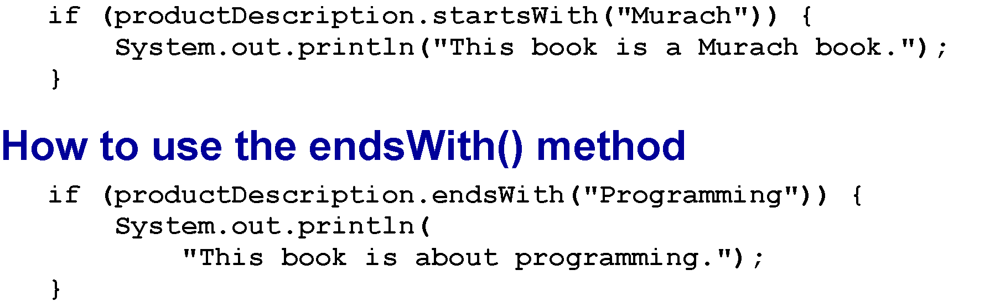 if (productDescription.startsWith("Murach")) {
    System.out.println("This book is a Murach book.");
}
How to use the endsWith() method
if (productDescription.endsWith("Programming")) {
    System.out.println(
        "This book is about programming.");
}